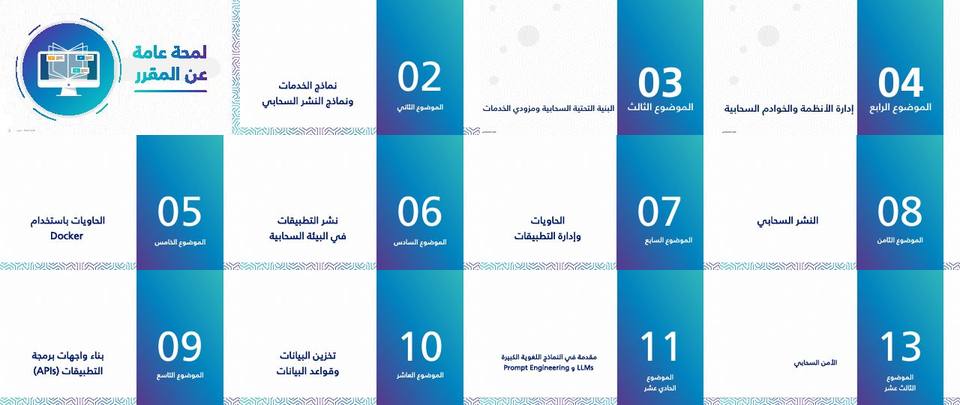 لمحة عامة
عن المقرر
02
الموضوع الثاني
نماذج الخدمات
ونماذج النشر السحابي
03
الموضوع الثالث
البنية التحتية السحابية ومزودي الخدمات
04
الموضوع الرابع
إدارة الأنظمة والخوادم السحابية
05
الموضوع الخامس
الحاويات باستخدام
Docker
06
الموضوع السادس
نشر التطبيقات
في البيئة السحابية
07
الموضوع السابع
الحاويات
وإدارة التطبيقات
08
الموضوع الثامن
النشر السحابي
09
الموضوع التاسع
بناء واجهات برمجة
التطبيقات (APIs)
10
الموضوع العاشر
تخزين البيانات
وقواعد البيانات
11
الموضوع
الحادي عشر
مقدمة في النماذج اللغوية الكبيرة
LLMs و Prompt Engineering
13
الموضوع
الثالث عشر
الأمن السحابي